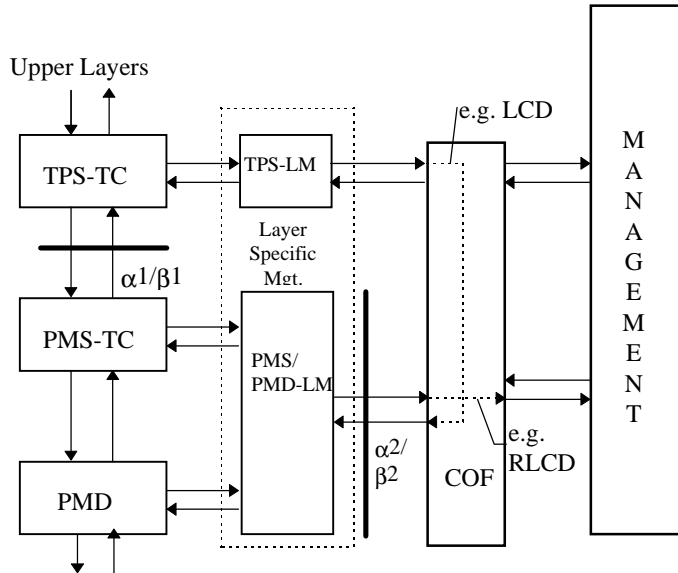 Upper Layers
TPS-TC
TPS-LM
e.g. LCD
Layer
Specific
Mgt.
α1/β1
PMS-TC
PMS/
PMD-LM
α2/
β2
PMD
COF
e.g.
RLCD
M
A
N
A
G
E
M
E
N
T